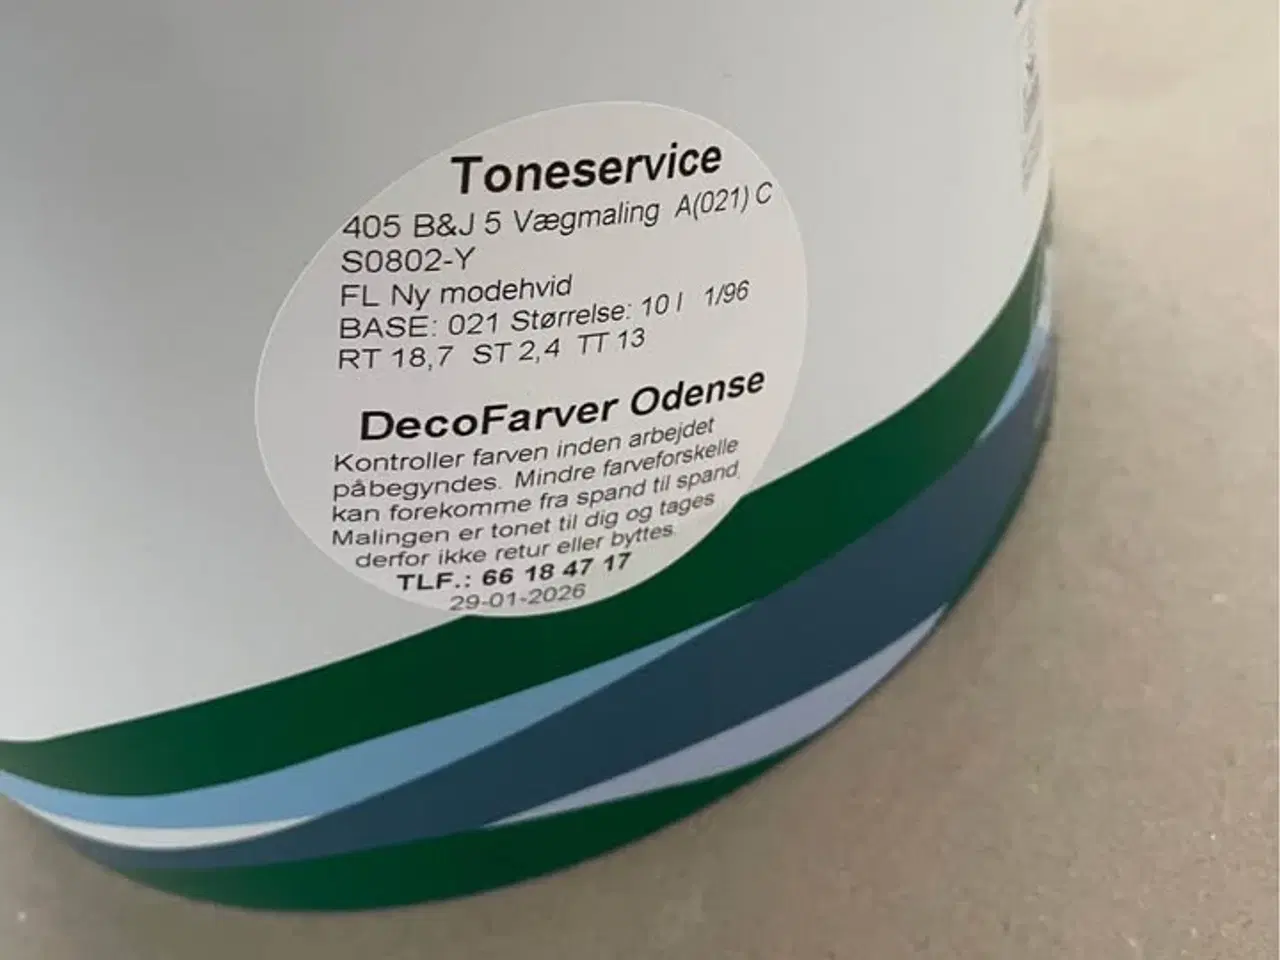 Toneservice
405 B&J 5 Vægmaling A(021) C
S0802-Y
FL Ny modehvid
BASE: 021 Størrelse: 10 l 1/96
RT 18,7 ST 2,4 TT 13
DecoFarver Odense
Kontroller farven inden arbejdet
påbegyndes. Mindre farveforskelle
kan forekomme fra spand til spand.
Malingen er tonet til dig og tages
derfor ikke retur eller byttes.
TLF.: 66 18 47 17
29-01-2026